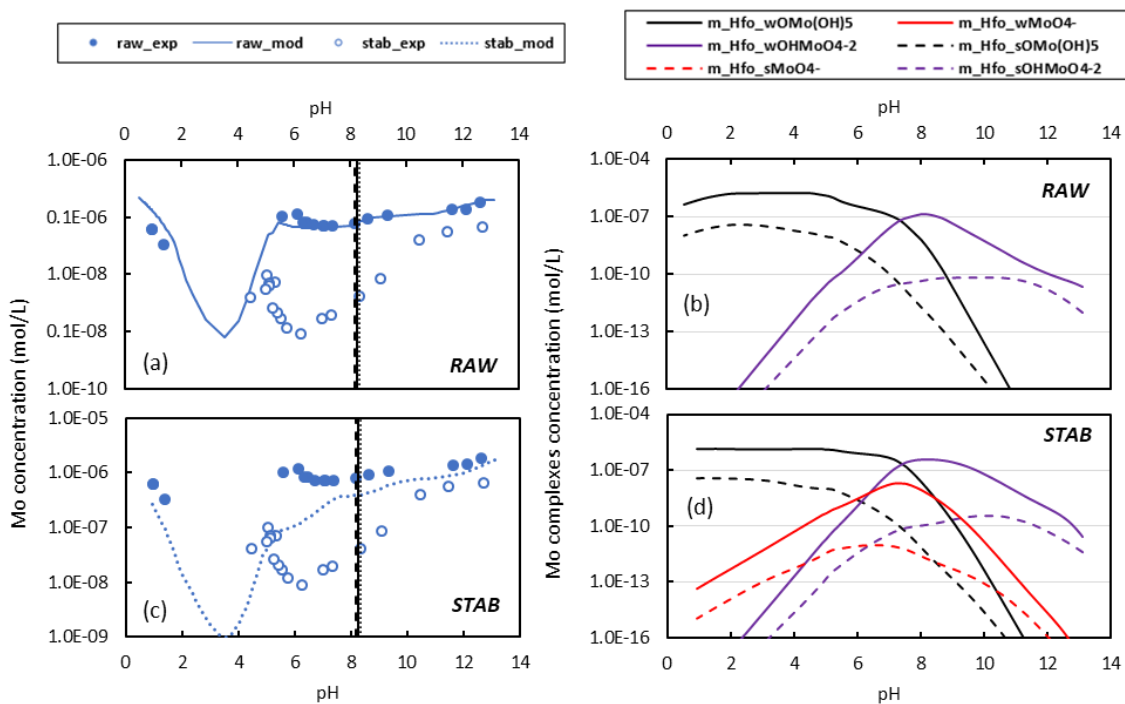 raw_exp raw_mod stab_exp stab_mod
m_Hfo_wOMo(OH)5 m_Hfo_wMoO4-
m_Hfo_wOHMoO4-2 m_Hfo_sOMo(OH)5
m_Hfo_sMoO4- m_Hfo_sOHMoO4-2
pH
0 2 4 6 8 10 12 14
1.0E-06
0.1E-06
1.0E-08
0.1E-08
1.0E-10
(a)
RAW
pH
0 2 4 6 8 10 12 14
1.0E-04
1.0E-07
1.0E-10
1.0E-13
1.0E-16
(b)
RAW
Mo concentration (mol/L)
1.0E-05
1.0E-06
1.0E-07
1.0E-08
1.0E-09
(c)
STAB
0 2 4 6 8 10 12 14
pH
Mo complexes concentration (mol/L)
1.0E-04
1.0E-07
1.0E-10
1.0E-13
1.0E-16
(d)
STAB
0 2 4 6 8 10 12 14
pH